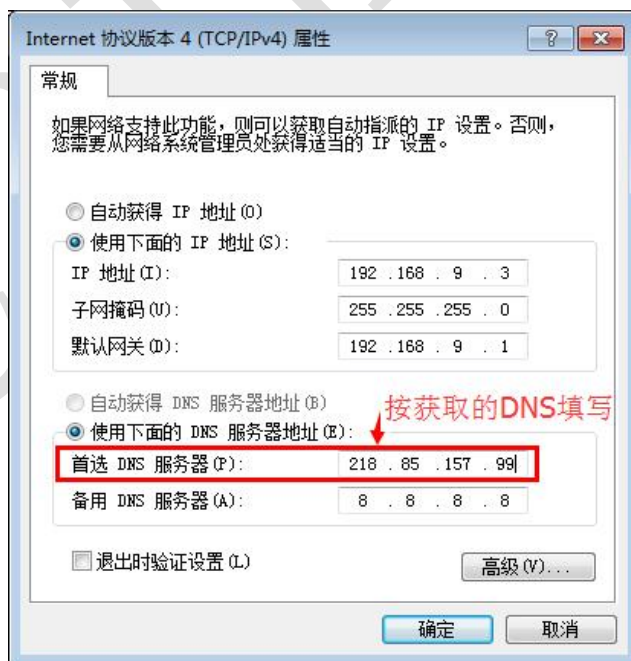 Internet 协议版本 4 (TCP/IPv4) 属性
常规
如果网络支持此功能，则可以获取自动指派的 IP 设置。否则，
您需要从网络系统管理员处获得适当的 IP 设置。
自动获得 IP 地址(O)
使用下面的 IP 地址(S):
IP 地址(I): 192 .168 . 9 . 3
子网掩码(U): 255 .255 .255 . 0
默认网关(D): 192 .168 . 9 . 1
自动获得 DNS 服务器地址(B)
按获取的DNS填写
使用下面的 DNS 服务器地址(E):
首选 DNS 服务器(P): 218 . 85 .157 . 99
备用 DNS 服务器(A): 8 . 8 . 8 . 8
退出时验证设置(L)
高级(V)...
确定 取消